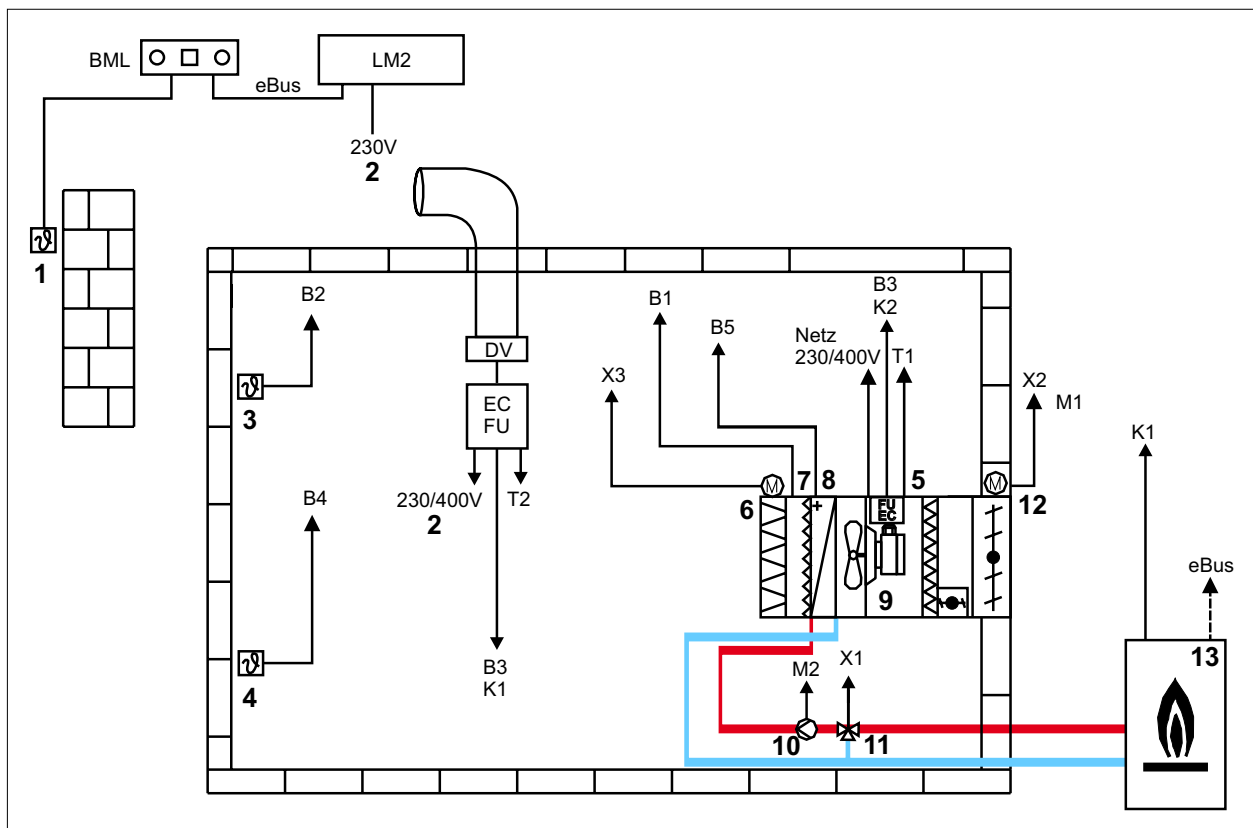 BML
LM2
eBus
230V
2
1
B2
B1
B3
K2
B5
Netz
230/400V
T1
DV
X3
X2
M1
3
EC
FU
K1
B4
230/400V
T2
2
7
8
5
6
M
+
FU
EC
M
12
9
eBus
B3
K1
M2
X1
13
4
10
11